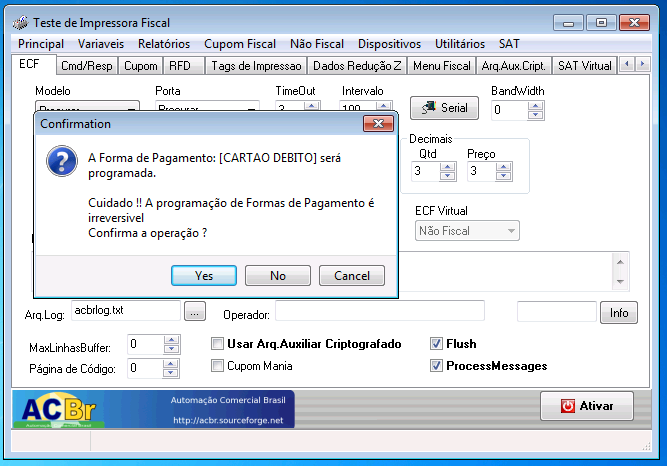 Teste de Impressora Fiscal
Principal Variaveis Relatórios Cupom Fiscal Não Fiscal Dispositivos Utilitários SAT
ECF Cmd/Resp Cupom RFD Tags de Impressao Dados Redução Z Menu Fiscal Arq.Aux.Cript. SAT Virtual
Modelo Porta TimeOut Intervalo BandWidth
Procurar Procurar 3 100 Serial 0
Confirmation
Decimais
A Forma de Pagamento: [CARTAO DEBITO] será
programada.
Qtd Preço
3 3
Cuidado !! A programação de Formas de Pagamento é
irreversivel
Confirma a operação ?
ECF Virtual
Não Fiscal
Yes No Cancel
Arq.Log: acbrlog.txt ... Operador: Info
MaxLinhasBuffer: 0 Usar Arq.Auxiliar Criptografado Flush
Página de Código: 0 Cupom Mania ProcessMessages
ACBr
Automação Comercial Brasil
http://acbr.sourceforge.net
Ativar